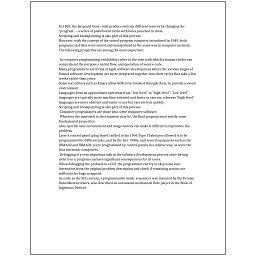 In 1801, the Jacquard loom could produce entirely different weaves by changing the
"program" – a series of pasteboard cards with holes punched in them.
Scripting and breakpointing is also part of this process.
However, with the concept of the stored-program computer introduced in 1949, both
programs and data were stored and manipulated in the same way in computer memory.
The following properties are among the most important:

In computer programming, readability refers to the ease with which a human reader can
comprehend the purpose, control flow, and operation of source code.
Many programmers use forms of Agile software development where the various stages of
formal software development are more integrated together into short cycles that take a few
weeks rather than years.
Some text editors such as Emacs allow GDB to be invoked through them, to provide a visual
environment.
Languages form an approximate spectrum from "low-level" to "high-level"; "low-level"
languages are typically more machine-oriented and faster to execute, whereas "high-level"
languages are more abstract and easier to use but execute less quickly.
Scripting and breakpointing is also part of this process.
Computer programmers are those who write computer software.
Whatever the approach to development may be, the final program must satisfy some
fundamental properties.
Also, specific user environment and usage history can make it difficult to reproduce the
problem.
Later a control panel (plug board) added to his 1906 Type I Tabulator allowed it to be
programmed for different jobs, and by the late 1940s, unit record equipment such as the
IBM 602 and IBM 604, were programmed by control panels in a similar way, as were the
first electronic computers.
Debugging is a very important task in the software development process since having
defects in a program can have significant consequences for its users.
When debugging the problem in a GUI, the programmer can try to skip some user
interaction from the original problem description and check if remaining actions are
sufficient for bugs to appear.
As early as the 9th century, a programmable music sequencer was invented by the Persian
Banu Musa brothers, who described an automated mechanical flute player in the Book of
Ingenious Devices.